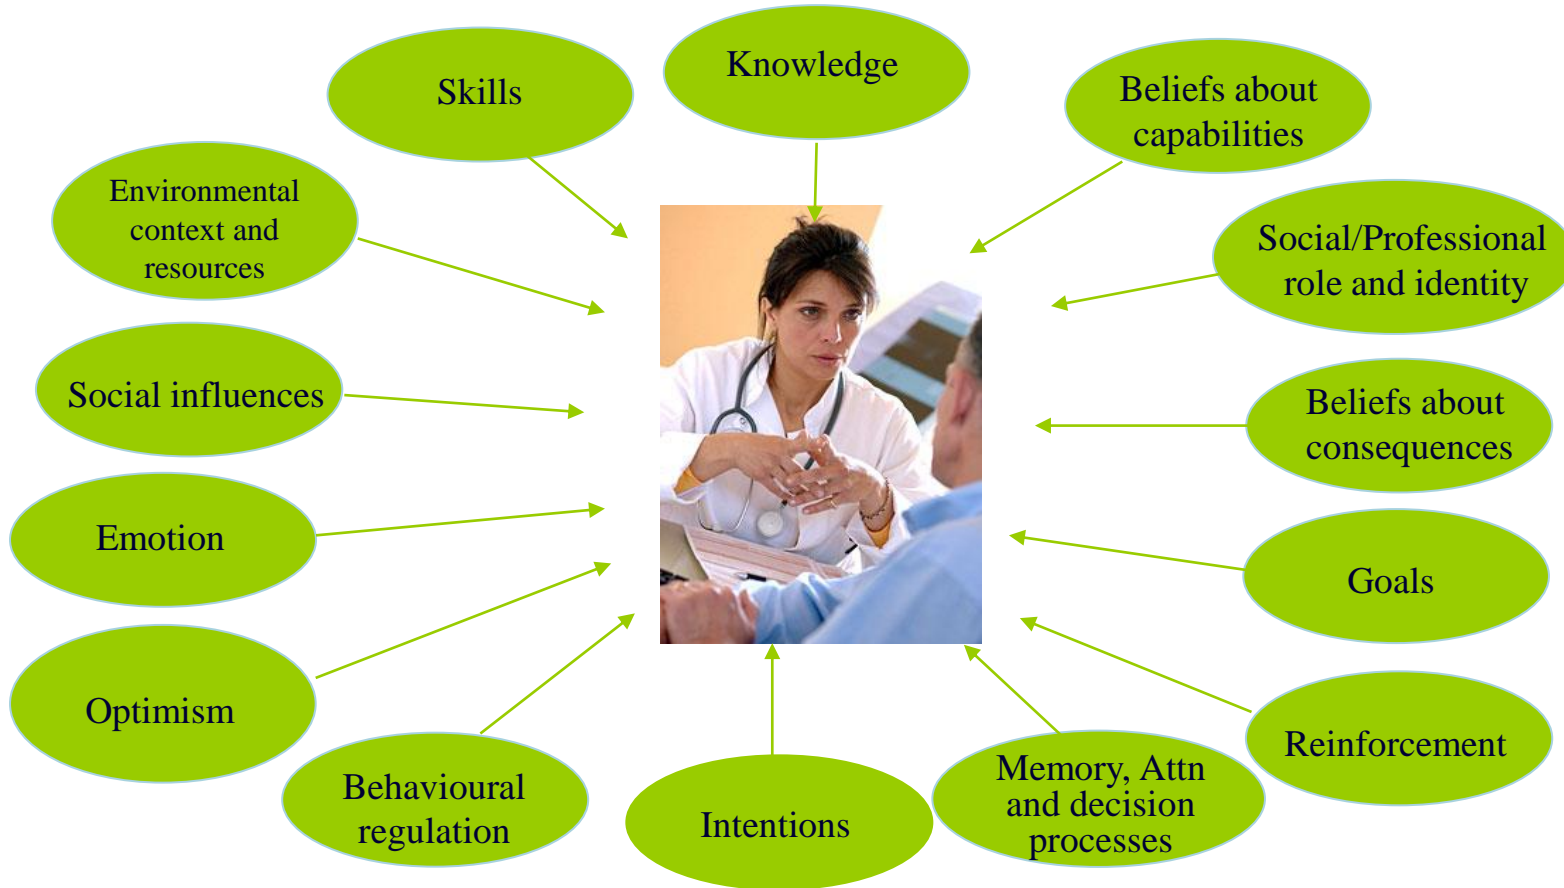 Knowledge
Skills
Beliefs about
capabilities
Environmental
context and
resources
Social/Professional
role and identity
Social influences
Beliefs about
consequences
Emotion
Goals
Optimism
Reinforcement
Behavioural
regulation
Intentions
Memory, Attn
and decision
processes